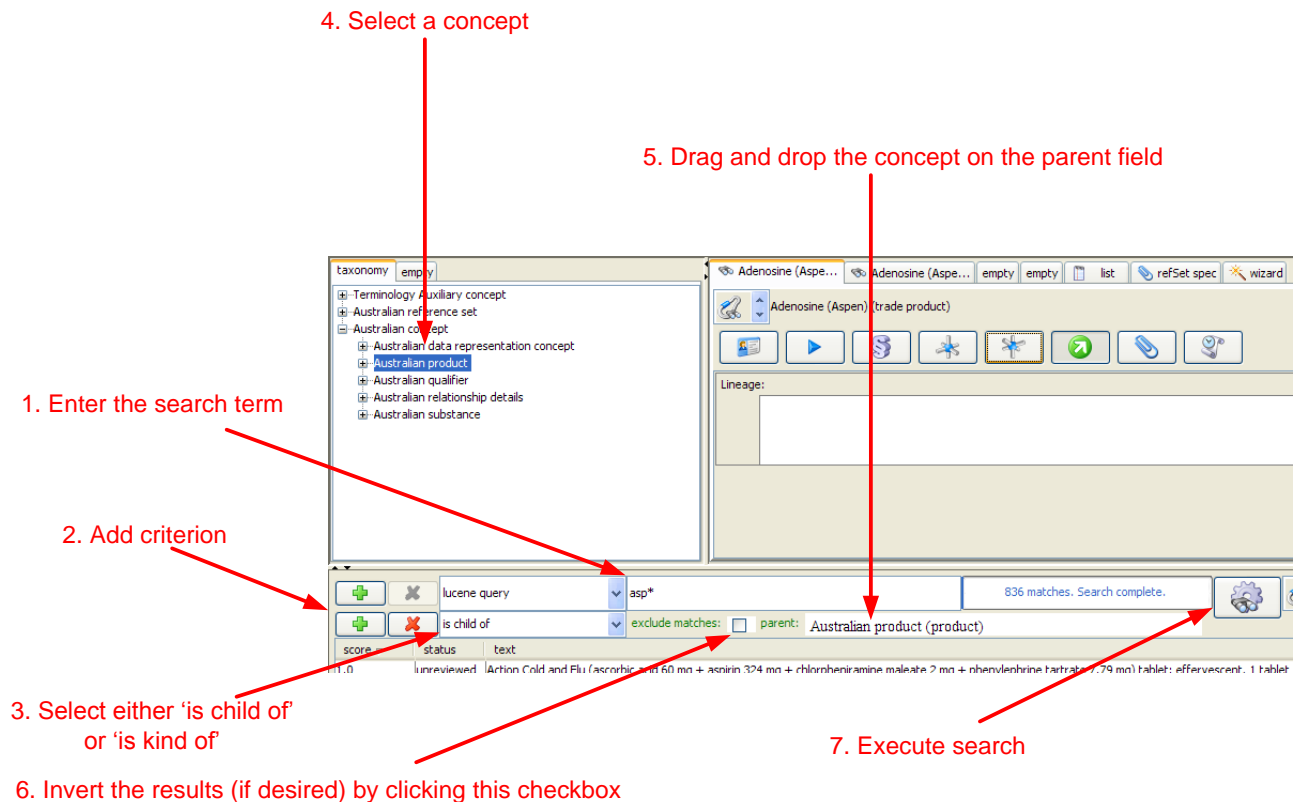 4. Select a concept
5. Drag and drop the concept on the parent field
taxonomy empty
Adenosine (Aspe... Adenosine (Aspe... empty empty list refSet spec wizard
Terminology Auxiliary concept
Australian reference set
Australian concept
Australian data representation concept
Australian product
Australian qualifier
Australian relationship details
Australian substance
Adenosine (Aspen) (trade product)
Lineage:
1. Enter the search term
2. Add criterion
lucene query asp* 836 matches. Search complete.
is child of exclude matches: parent: Australian product (product)
score status text
1.0 unreviewed Action Cold and Flu (ascorbic acid 60 mg + aspirin 324 mg + chlorpheniramine maleate 2 mg + phenylephrine tartrate 7.79 mg) tablet: effervescent, 1 tablet
3. Select either ‘is child of’
or ‘is kind of’
7. Execute search
6. Invert the results (if desired) by clicking this checkbox